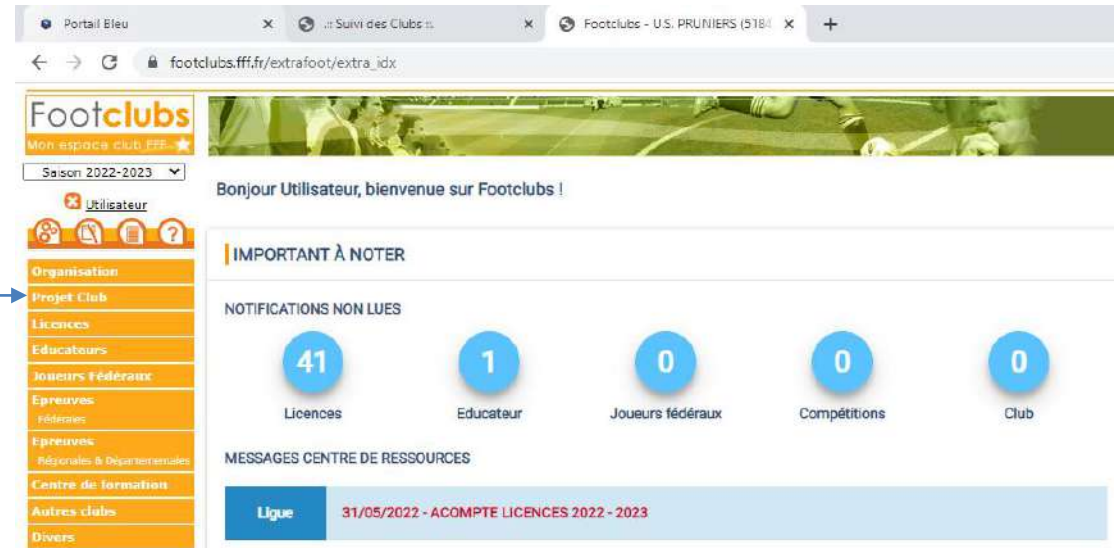 Portail Bleu
.:: Suivi des Clubs ::.
Footclubs - U.S. PRUNIERS (5184
footclubs.fff.fr/extrafoot/extra_idx
Footclubs
Mon espace club FFF
Saison 2022-2023
Utilisateur
Bonjour Utilisateur, bienvenue sur Footclubs !
IMPORTANT À NOTER
Organisation
Projet Club
Licences
Educateurs
Joueurs Fédéraux
Epreuves
Fédérales
Epreuves
Régionales & Départementales
Centre de formation
Autres clubs
Divers
NOTIFICATIONS NON LUES
41 1 0 0 0
Licences Educateur Joueurs fédéraux Compétitions Club
MESSAGES CENTRE DE RESSOURCES
Ligue 31/05/2022 - ACOMPTE LICENCES 2022 - 2023